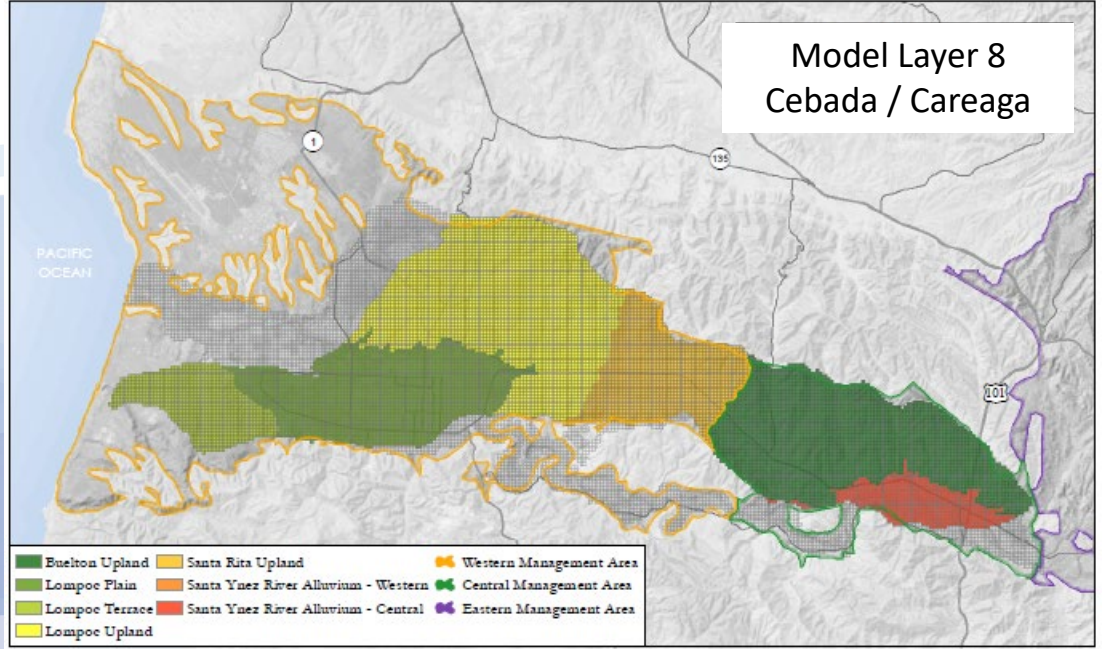 Model Layer 8
Cebada / Careaga
1
135
PACIFIC
OCEAN
101
Buelton Upland
Lompoc Plain
Lompoc Terrace
Lompoc Upland
Santa Rita Upland
Santa Ynez River Alluvium - Western
Santa Ynez River Alluvium - Central
Western Management Area
Central Management Area
Eastern Management Area